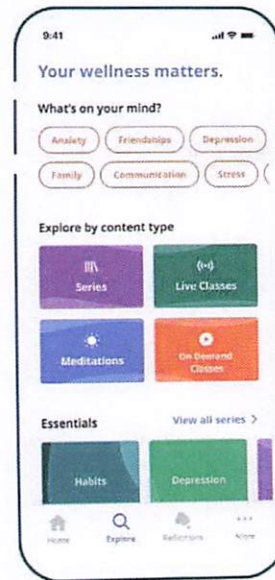 9:41
Your wellness matters.
What's on your mind?
Anxiety Friendships Depression
Family Communication Stress
Explore by content type
Series Live Classes
Meditations On Demand
Classes
Essentials View all series >
Habits Depression
Home Explore Reflections More